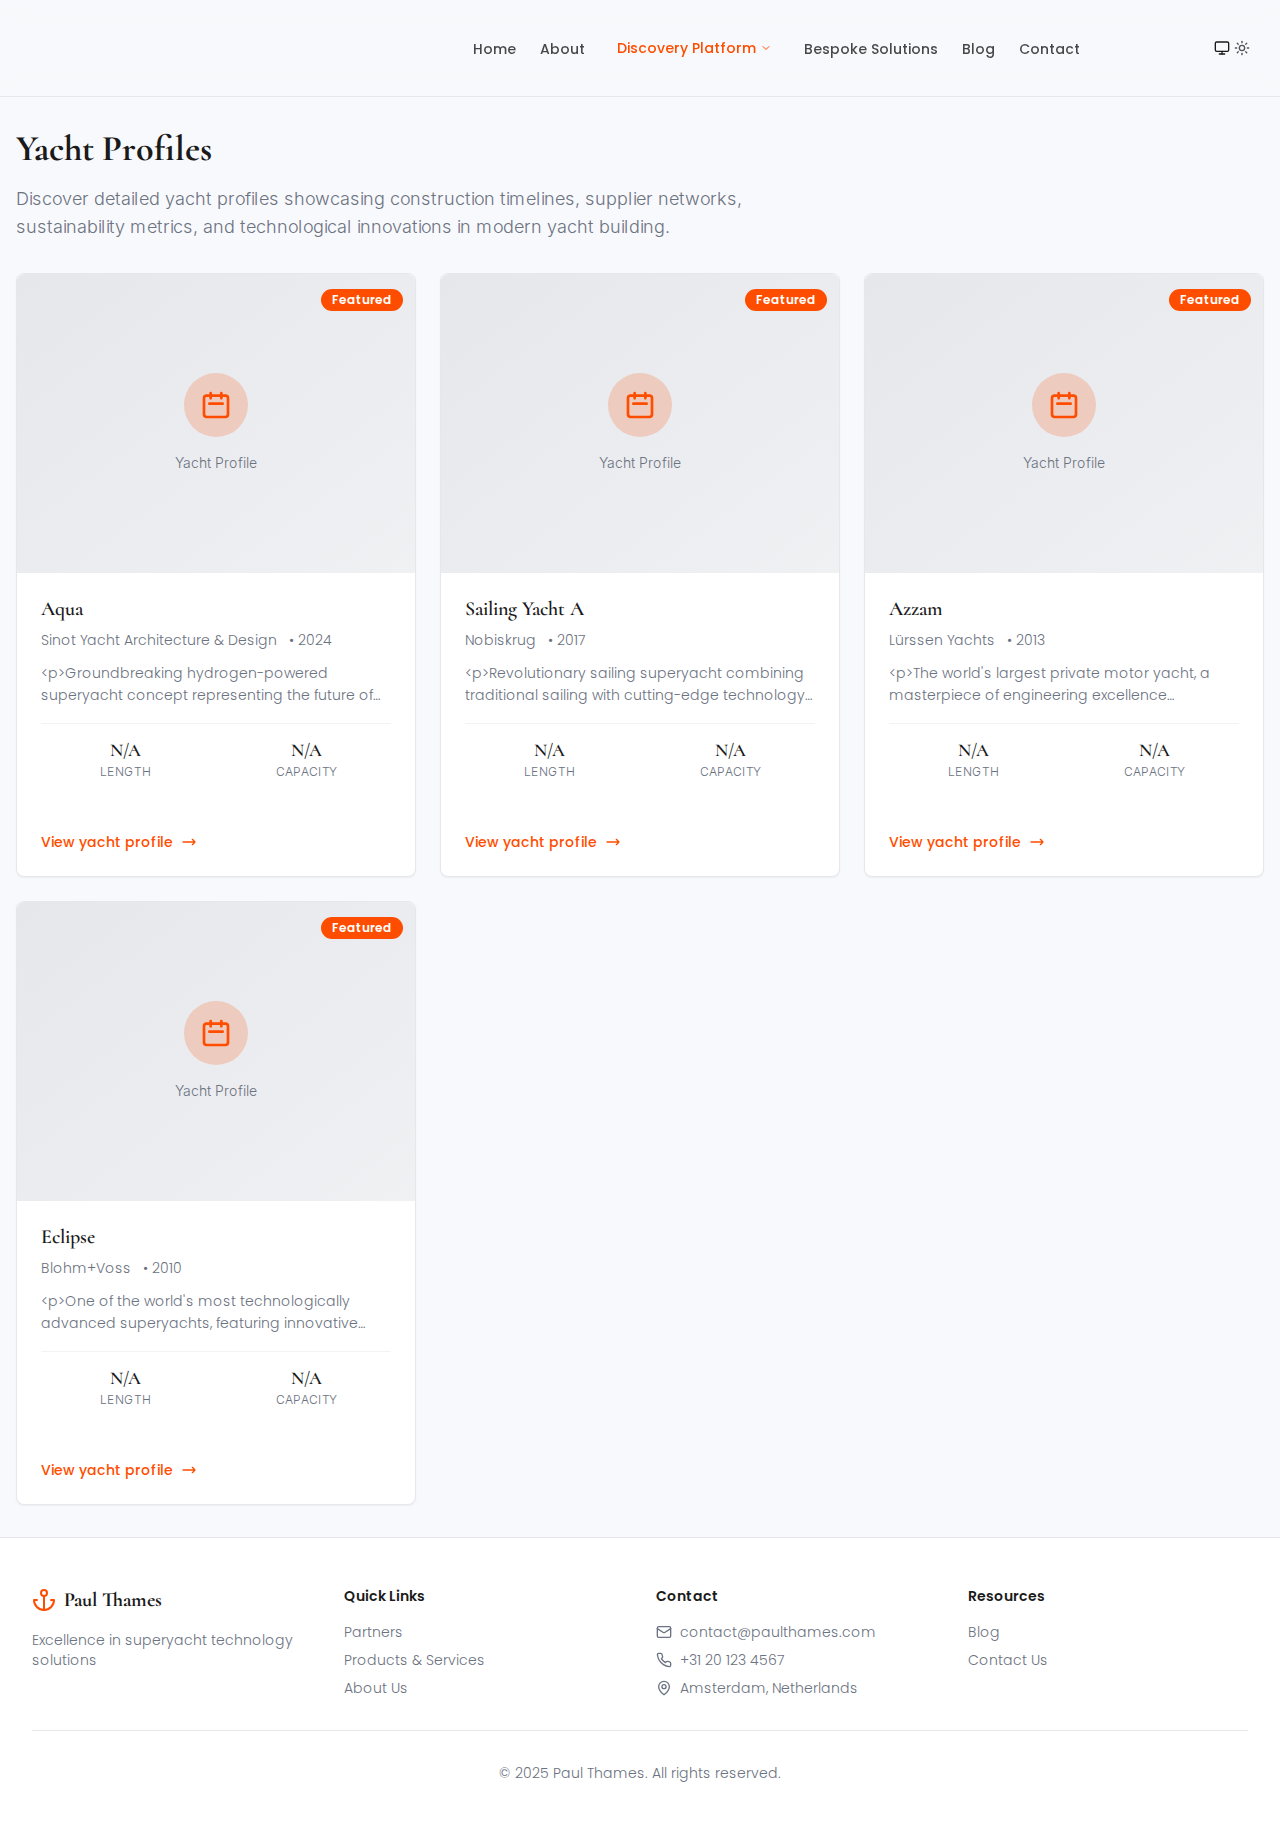 Home About Discovery Platform Bespoke Solutions Blog Contact
Yacht Profiles
Discover detailed yacht profiles showcasing construction timelines, supplier networks,
sustainability metrics, and technological innovations in modern yacht building.
Featured
Yacht Profile
Aqua
Sinot Yacht Architecture & Design • 2024
<p>Groundbreaking hydrogen-powered
superyacht concept representing the future of…
N/A N/A
LENGTH CAPACITY
View yacht profile →
Featured
Yacht Profile
Sailing Yacht A
Nobiskrug • 2017
<p>Revolutionary sailing superyacht combining
traditional sailing with cutting-edge technology…
N/A N/A
LENGTH CAPACITY
View yacht profile →
Featured
Yacht Profile
Azzam
Lürssen Yachts • 2013
<p>The world's largest private motor yacht, a
masterpiece of engineering excellence…
N/A N/A
LENGTH CAPACITY
View yacht profile →
Featured
Yacht Profile
Eclipse
Blohm+Voss • 2010
<p>One of the world's most technologically
advanced superyachts, featuring innovative…
N/A N/A
LENGTH CAPACITY
View yacht profile →
Paul Thames
Excellence in superyacht technology
solutions
Quick Links
Partners
Products & Services
About Us
Contact
contact@paulthames.com
+31 20 123 4567
Amsterdam, Netherlands
Resources
Blog
Contact Us
© 2025 Paul Thames. All rights reserved.